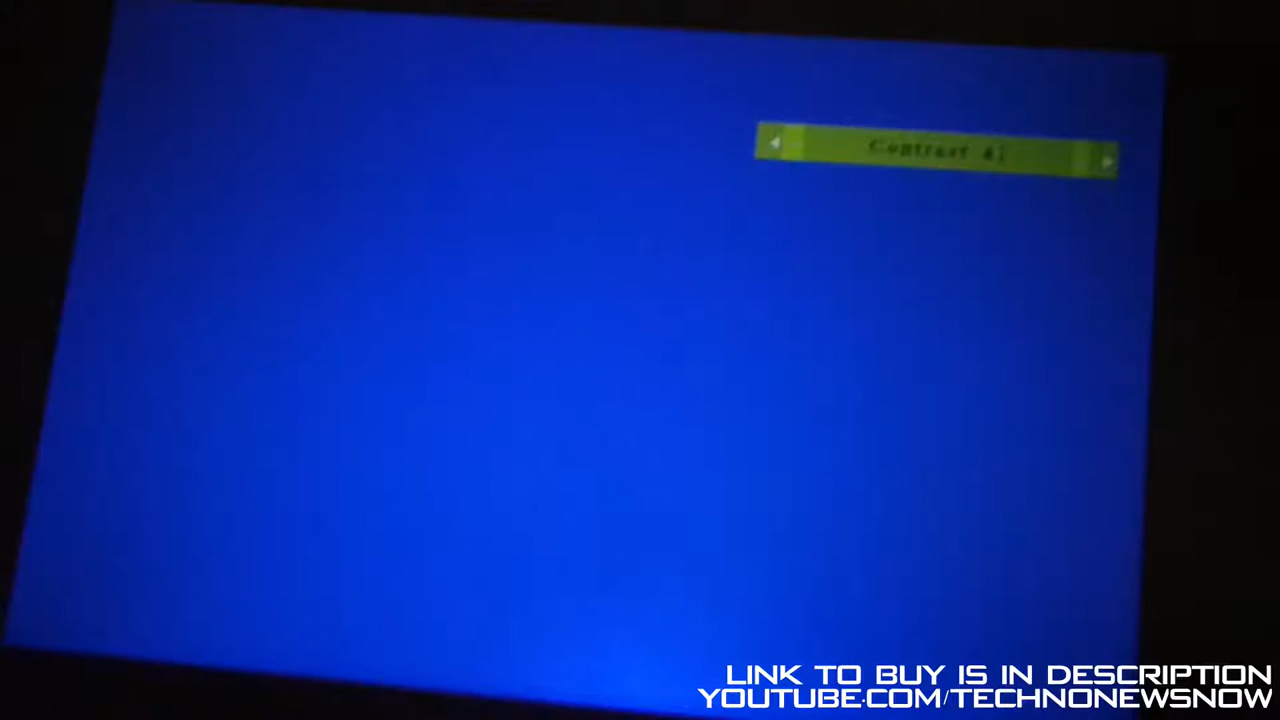 Contrast
LINK TO BUY IS IN DESCRIPTION
YOUTUBE.COM/TECHNONEWSNOW